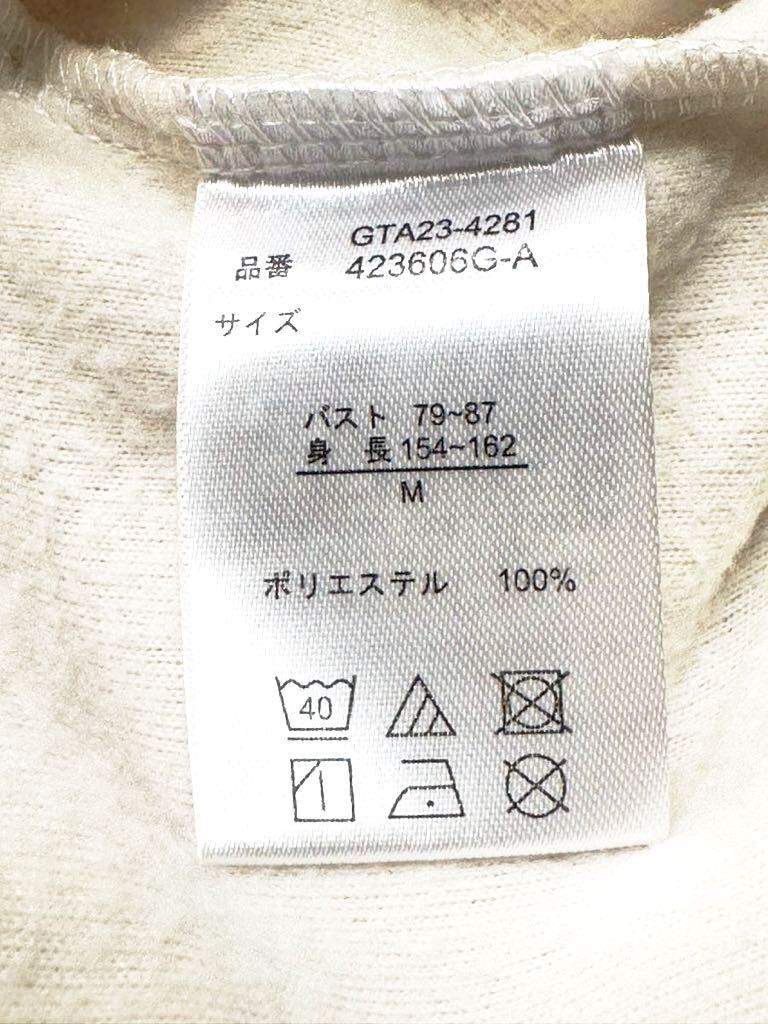 GTA23-4281
品番 423606G-A
サイズ
バスト 79~87
身 長 154~162
M
ポリエステル 100%
40